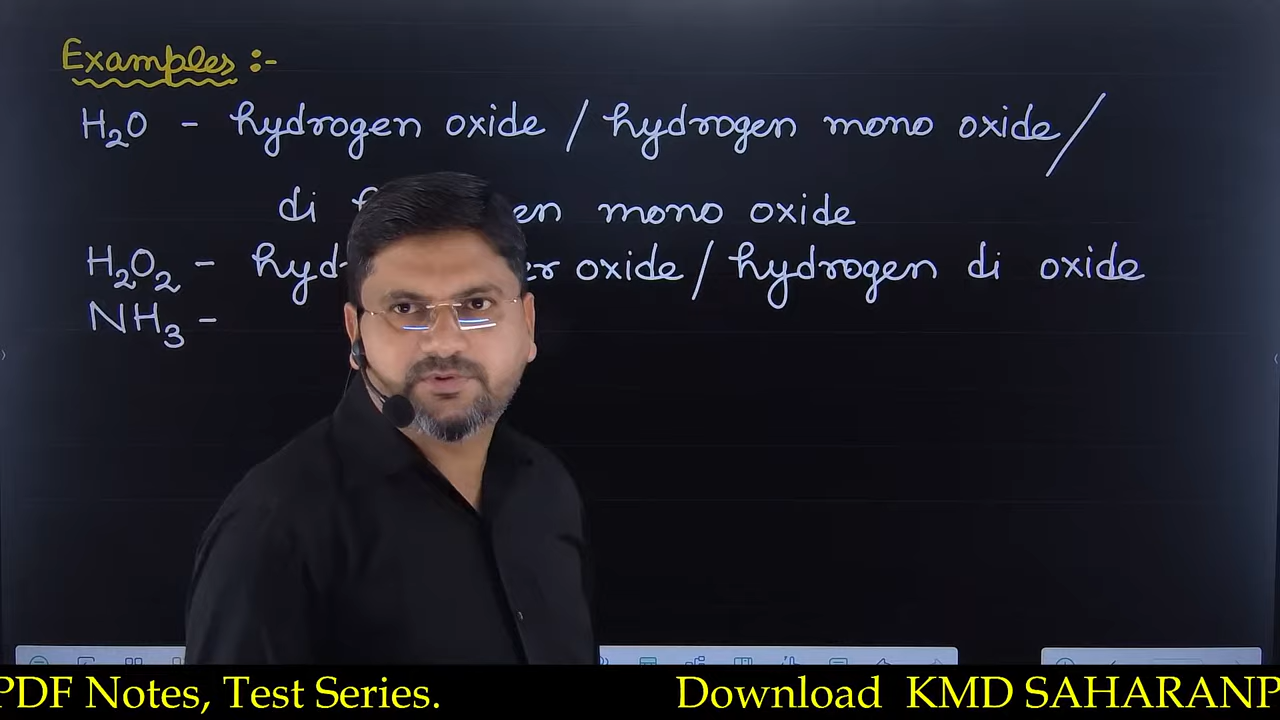 Examples :-
H₂O - hydrogen oxide / hydrogen mono oxide /
di en mono oxide
H₂O₂ - hyd er oxide / hydrogen di oxide
NH₃ -
PDF Notes, Test Series. Download KMD SAHARANP